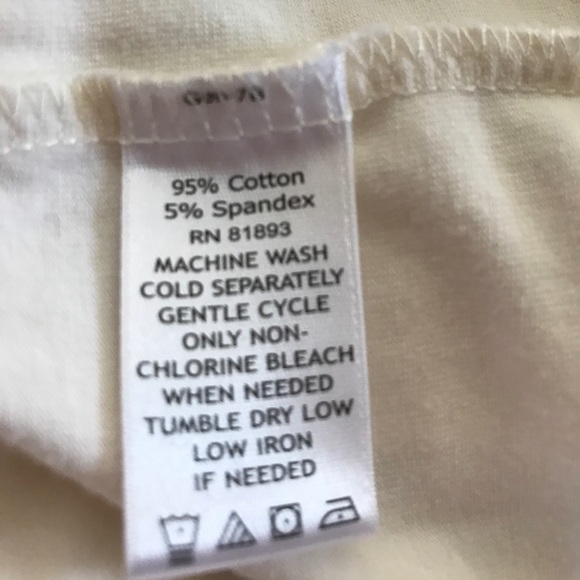 95% Cotton
5% Spandex
RN 81893
MACHINE WASH
COLD SEPARATELY
GENTLE CYCLE
ONLY NON-
CHLORINE BLEACH
WHEN NEEDED
TUMBLE DRY LOW
LOW IRON
IF NEEDED